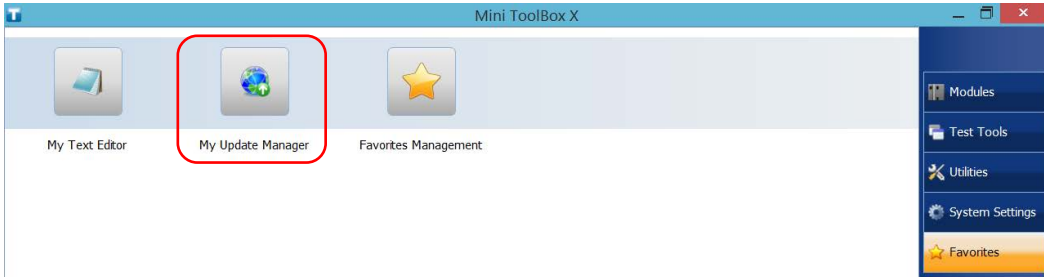 Mini ToolBox X
My Text Editor
My Update Manager
Favorites Management
Modules
Test Tools
Utilities
System Settings
Favorites